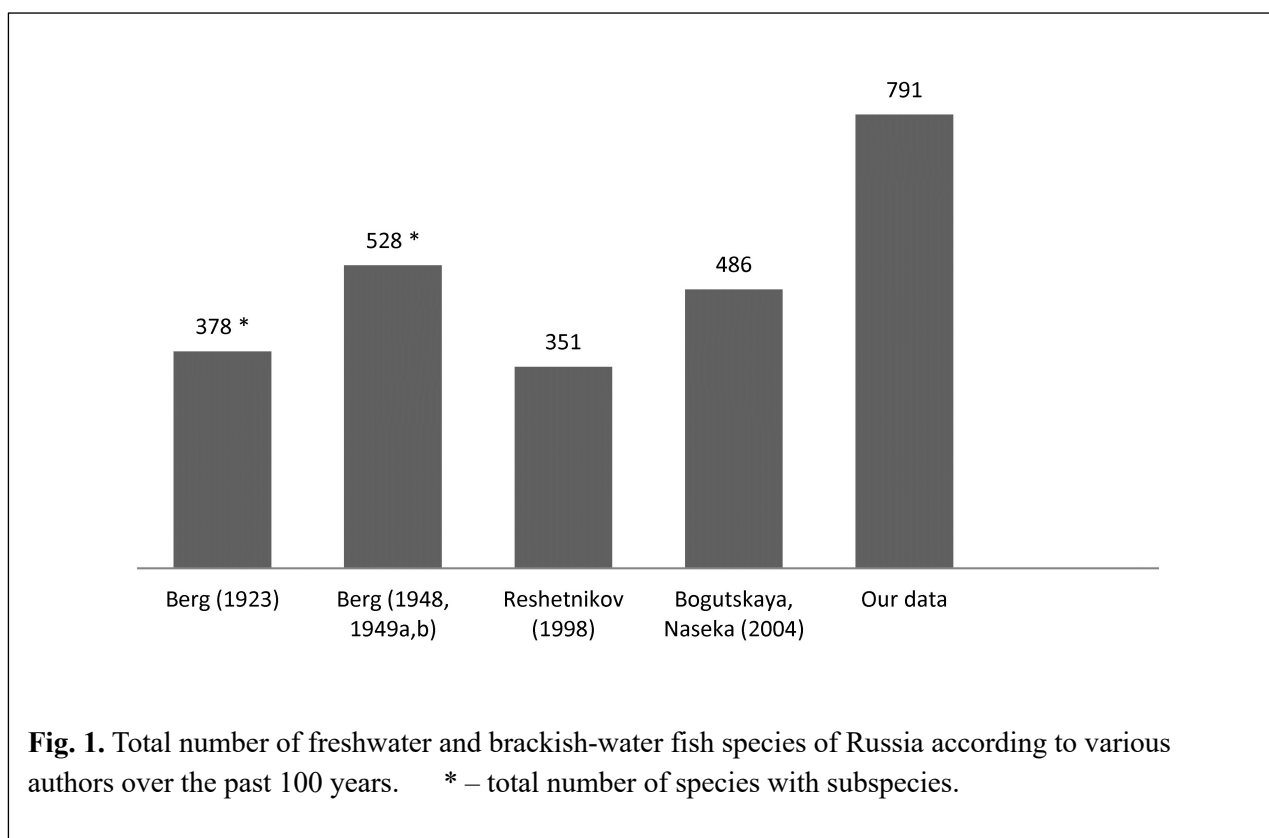 791
528 *
486
378 *
351
Berg (1923)
Berg (1948,
1949a,b)
Reshetnikov
(1998)
Bogutskaya,
Naseka (2004)
Our data
Fig. 1. Total number of freshwater and brackish-water fish species of Russia according to various
authors over the past 100 years. * – total number of species with subspecies.